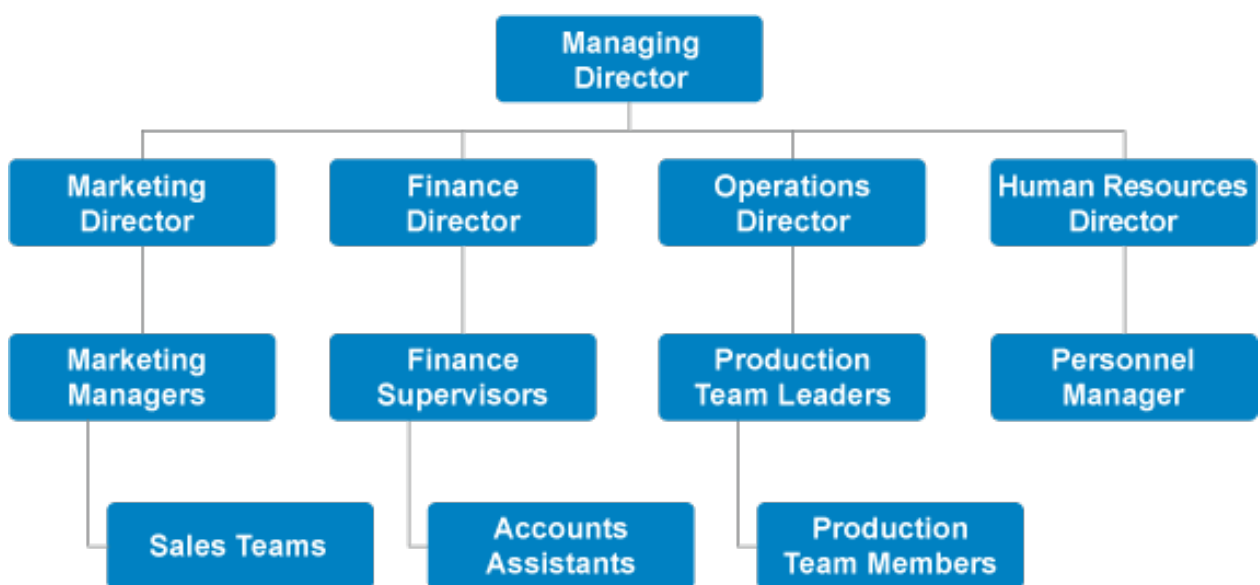 Managing
Director
Marketing
Director
Finance
Director
Operations
Director
Human Resources
Director
Marketing
Managers
Finance
Supervisors
Production
Team Leaders
Personnel
Manager
Sales Teams
Accounts
Assistants
Production
Team Members